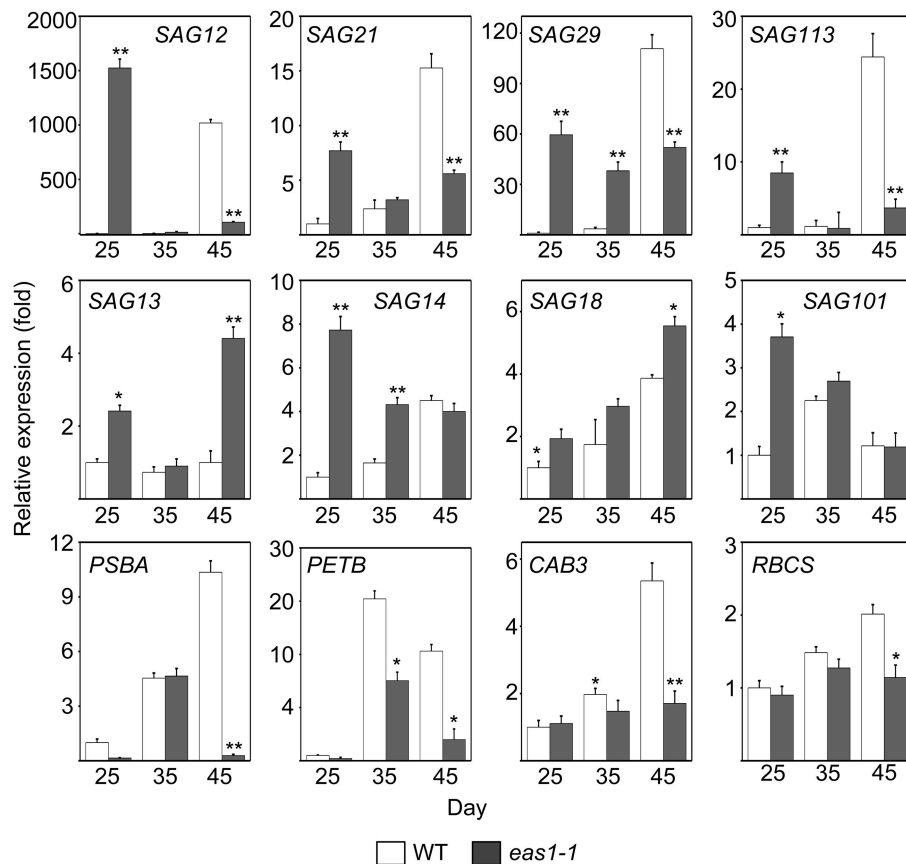 2000
1500
1000
500
SAG12
**
**
25 35 45
20
15
10
5
SAG21
**
**
25 35 45
120
90
60
30
SAG29
**
**
**
25 35 45
30
20
10
SAG113
**
**
25 35 45
6
4
2
SAG13
*
**
25 35 45
10
8
6
4
2
SAG14
**
**
25 35 45
6
4
2
SAG18
*
*
25 35 45
5
4
3
2
1
SAG101
*
25 35 45
12
9
6
3
PSBA
**
25 35 45
30
20
10
4
PETB
*
*
25 35 45
6
4
2
CAB3
*
**
25 35 45
3
2
1
RBCS
*
25 35 45
Relative expression (fold)
Day
WT eas1-1